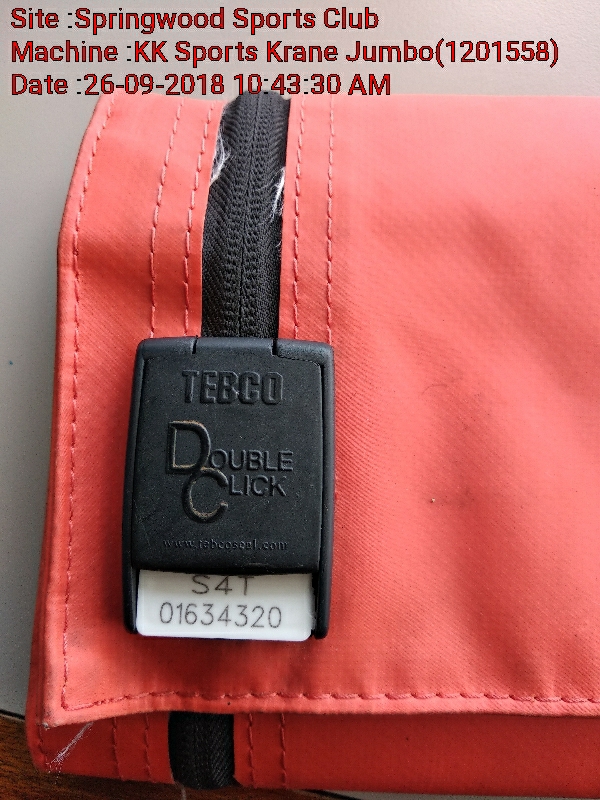 Site :Springwood Sports Club
Machine :KK Sports Krane Jumbo(1201558)
Date :26-09-2018 10:43:30 AM
TEBCO
DOUBLE
CLICK
www.tebcoseal.com
S4T
01634320